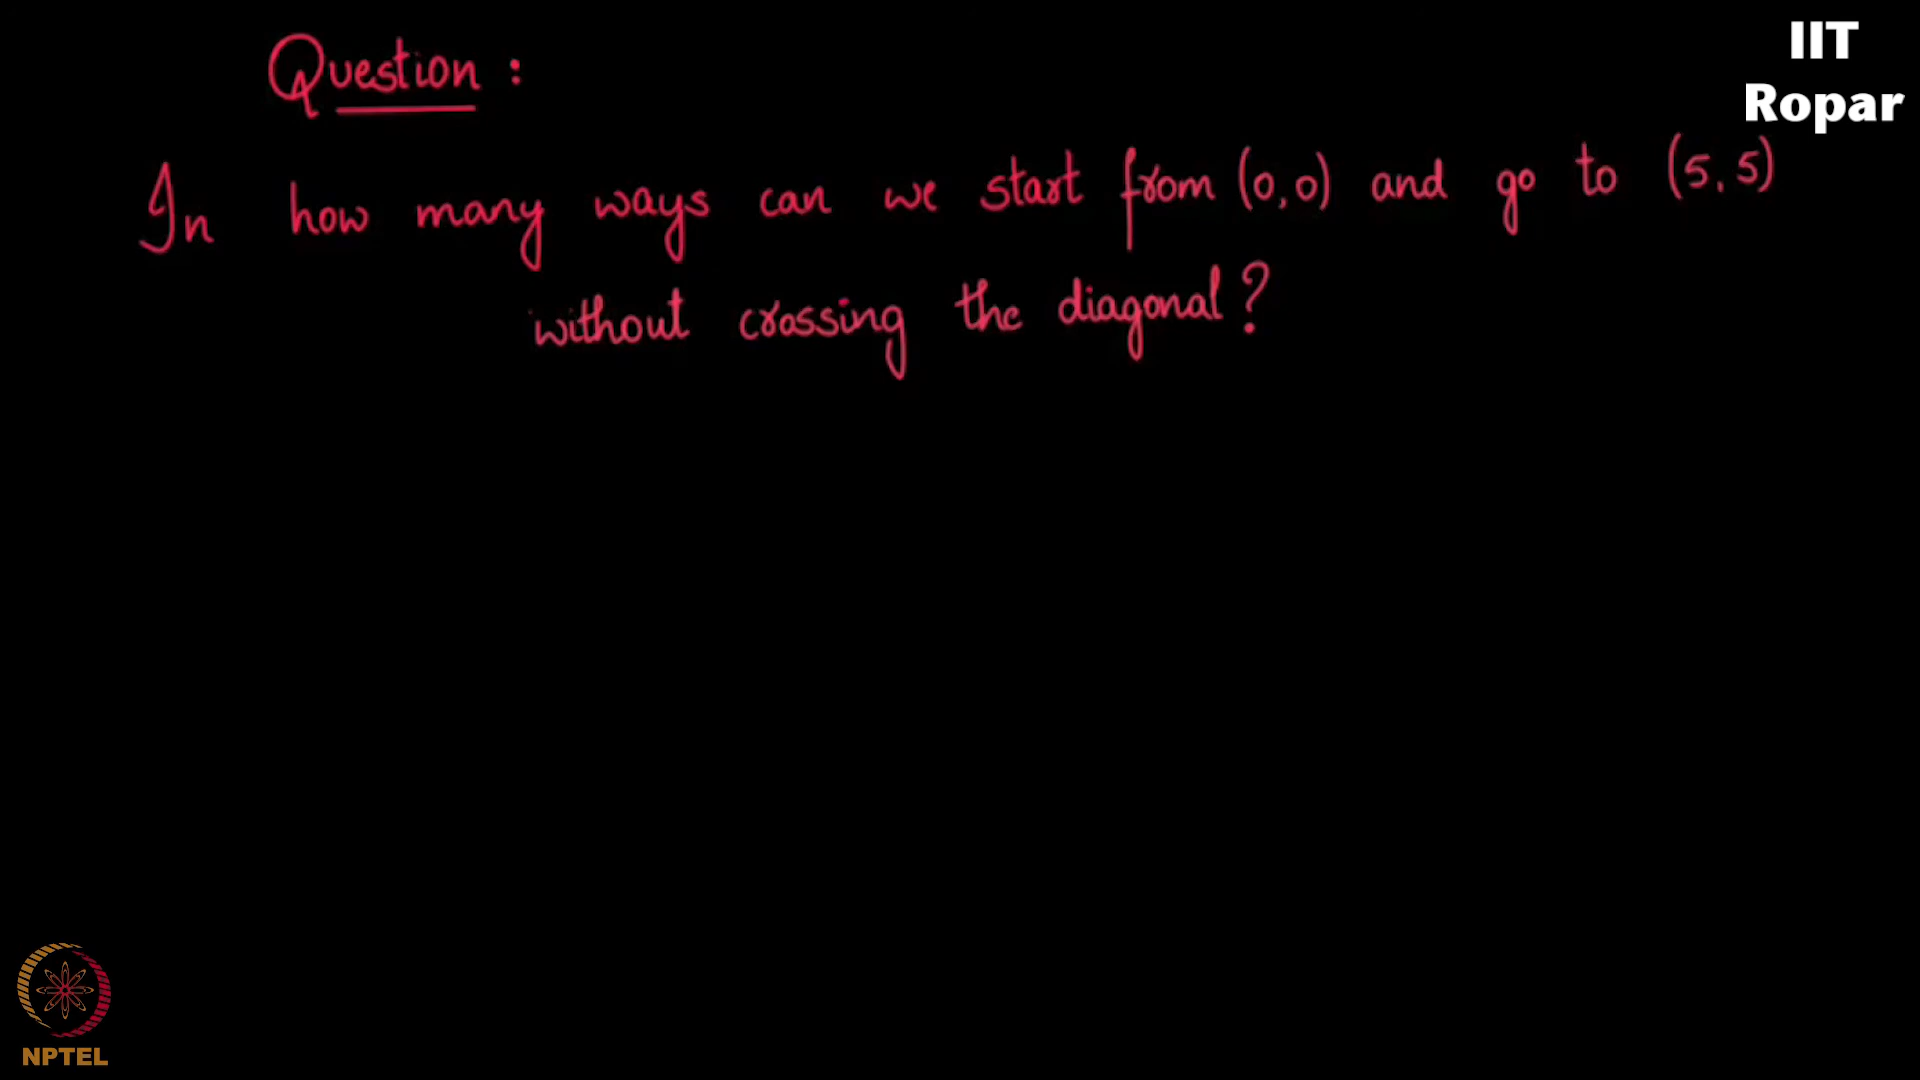 IIT
Ropar
Question :
In how many ways can we start from (0,0) and go to (5,5)
without crossing the diagonal?
NPTEL